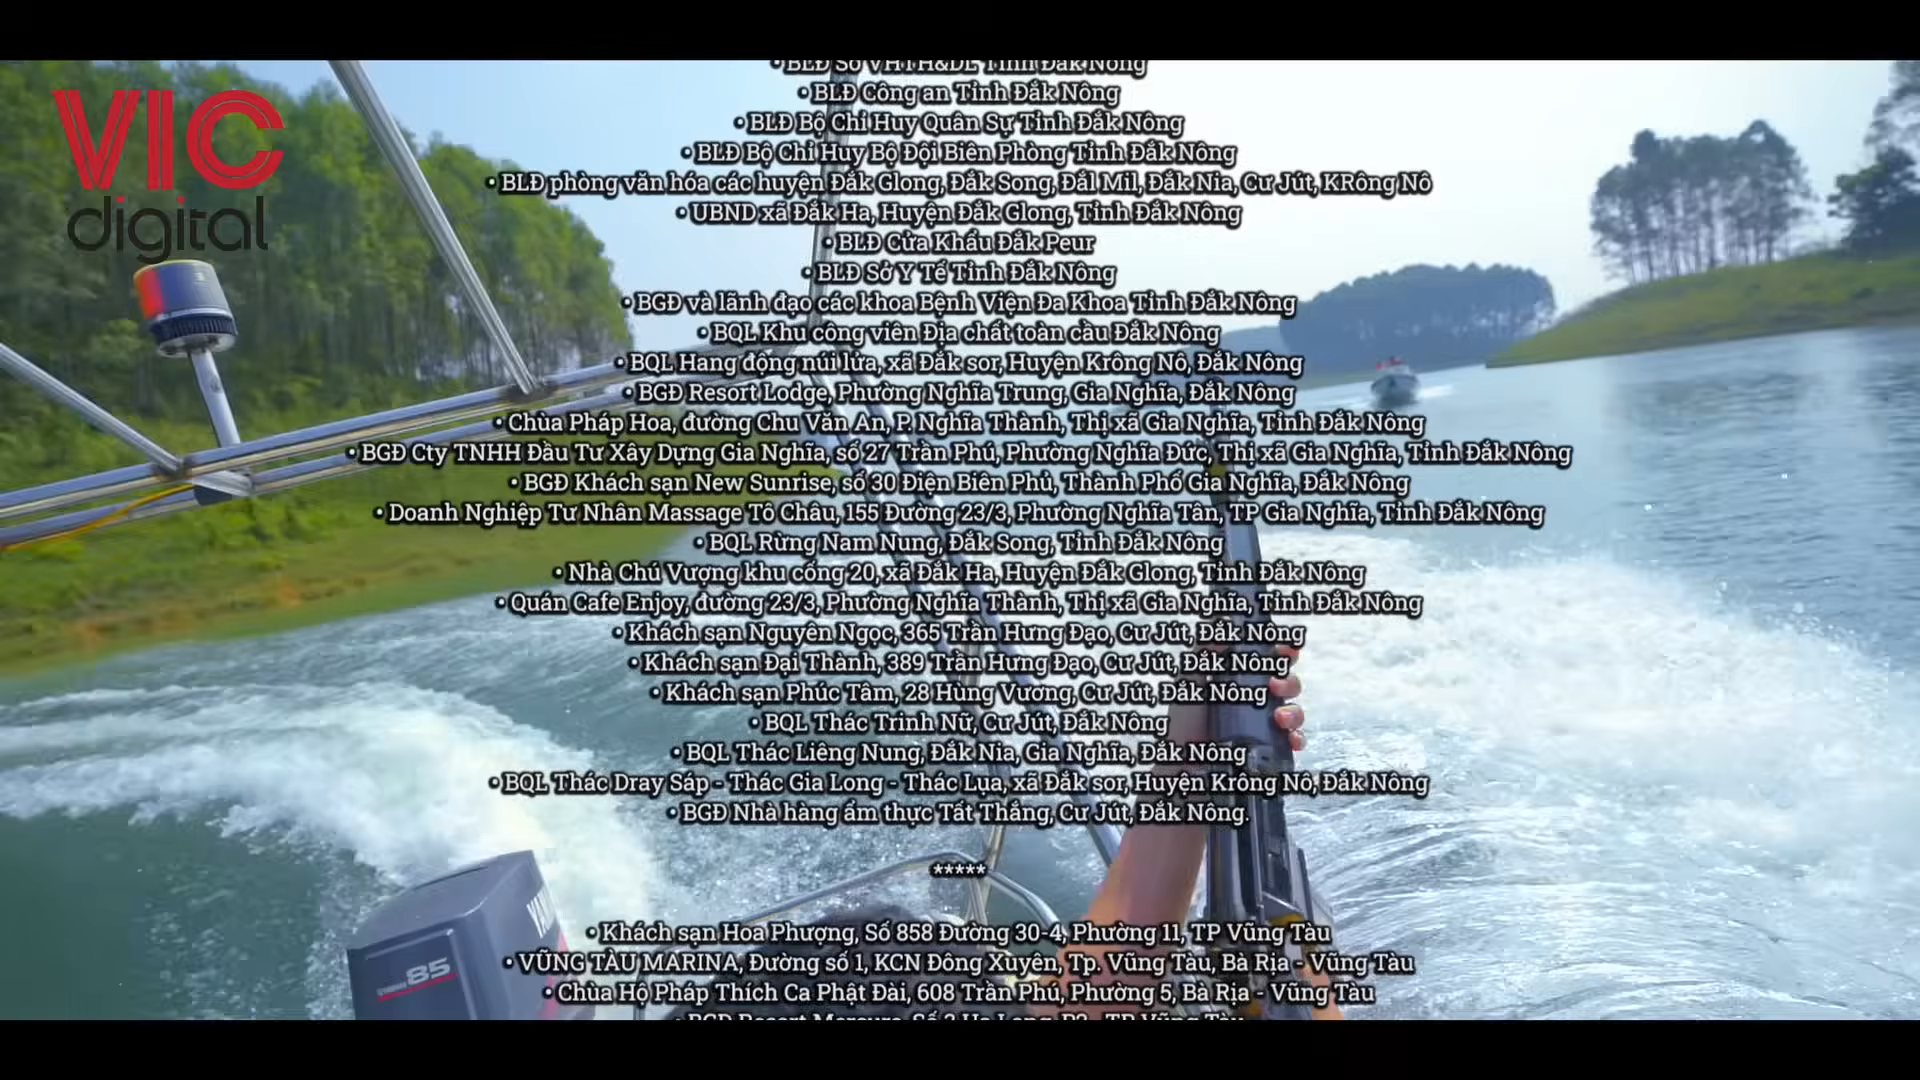 VIC
digital
• BLĐ Sở VHTH&DL Tỉnh Đắk Nông
• BLĐ Công an Tỉnh Đắk Nông
• BLĐ Bộ Chỉ Huy Quân Sự Tỉnh Đắk Nông
• BLĐ Bộ Chỉ Huy Bộ Đội Biên Phòng Tỉnh Đắk Nông
• BLĐ phòng văn hóa các huyện Đắk Glong, Đắk Song, Đắl Mil, Đắk Nia, Cư Jút, KRông Nô
• UBND xã Đắk Ha, Huyện Đắk Glong, Tỉnh Đắk Nông
• BLĐ Cửa Khẩu Đắk Peur
• BLĐ Sở Y Tế Tỉnh Đắk Nông
• BGĐ và lãnh đạo các khoa Bệnh Viện Đa Khoa Tỉnh Đắk Nông
• BQL Khu công viên Địa chất toàn cầu Đắk Nông
• BQL Hang động núi lửa, xã Đắk sor, Huyện Krông Nô, Đắk Nông
• BGĐ Resort Lodge, Phường Nghĩa Trung, Gia Nghĩa, Đắk Nông
• Chùa Pháp Hoa, đường Chu Văn An, P. Nghĩa Thành, Thị xã Gia Nghĩa, Tỉnh Đắk Nông
• BGĐ Cty TNHH Đầu Tư Xây Dựng Gia Nghĩa, số 27 Trần Phú, Phường Nghĩa Đức, Thị xã Gia Nghĩa, Tỉnh Đắk Nông
• BGĐ Khách sạn New Sunrise, số 30 Điện Biên Phủ, Thành Phố Gia Nghĩa, Đắk Nông
• Doanh Nghiệp Tư Nhân Massage Tô Châu, 155 Đường 23/3, Phường Nghĩa Tân, TP Gia Nghĩa, Tỉnh Đắk Nông
• BQL Rừng Nam Nung, Đắk Song, Tỉnh Đắk Nông
• Nhà Chú Vượng khu cống 20, xã Đắk Ha, Huyện Đắk Glong, Tỉnh Đắk Nông
• Quán Cafe Enjoy, đường 23/3, Phường Nghĩa Thành, Thị xã Gia Nghĩa, Tỉnh Đắk Nông
• Khách sạn Nguyên Ngọc, 365 Trần Hưng Đạo, Cư Jút, Đắk Nông
• Khách sạn Đại Thành, 389 Trần Hưng Đạo, Cư Jút, Đắk Nông
• Khách sạn Phúc Tâm, 28 Hùng Vương, Cư Jút, Đắk Nông
• BQL Thác Trinh Nữ, Cư Jút, Đắk Nông
• BQL Thác Liêng Nung, Đắk Nia, Gia Nghĩa, Đắk Nông
• BQL Thác Dray Sáp - Thác Gia Long - Thác Lụa, xã Đắk sor, Huyện Krông Nô, Đắk Nông
• BGĐ Nhà hàng ẩm thực Tất Thắng, Cư Jút, Đắk Nông.
*****
• Khách sạn Hoa Phượng, Số 858 Đường 30-4, Phường 11, TP Vũng Tàu
• VŨNG TÀU MARINA, Đường số 1, KCN Đông Xuyên, Tp. Vũng Tàu, Bà Rịa - Vũng Tàu
• Chùa Hộ Pháp Thích Ca Phật Đài, 608 Trần Phú, Phường 5, Bà Rịa - Vũng Tàu
85